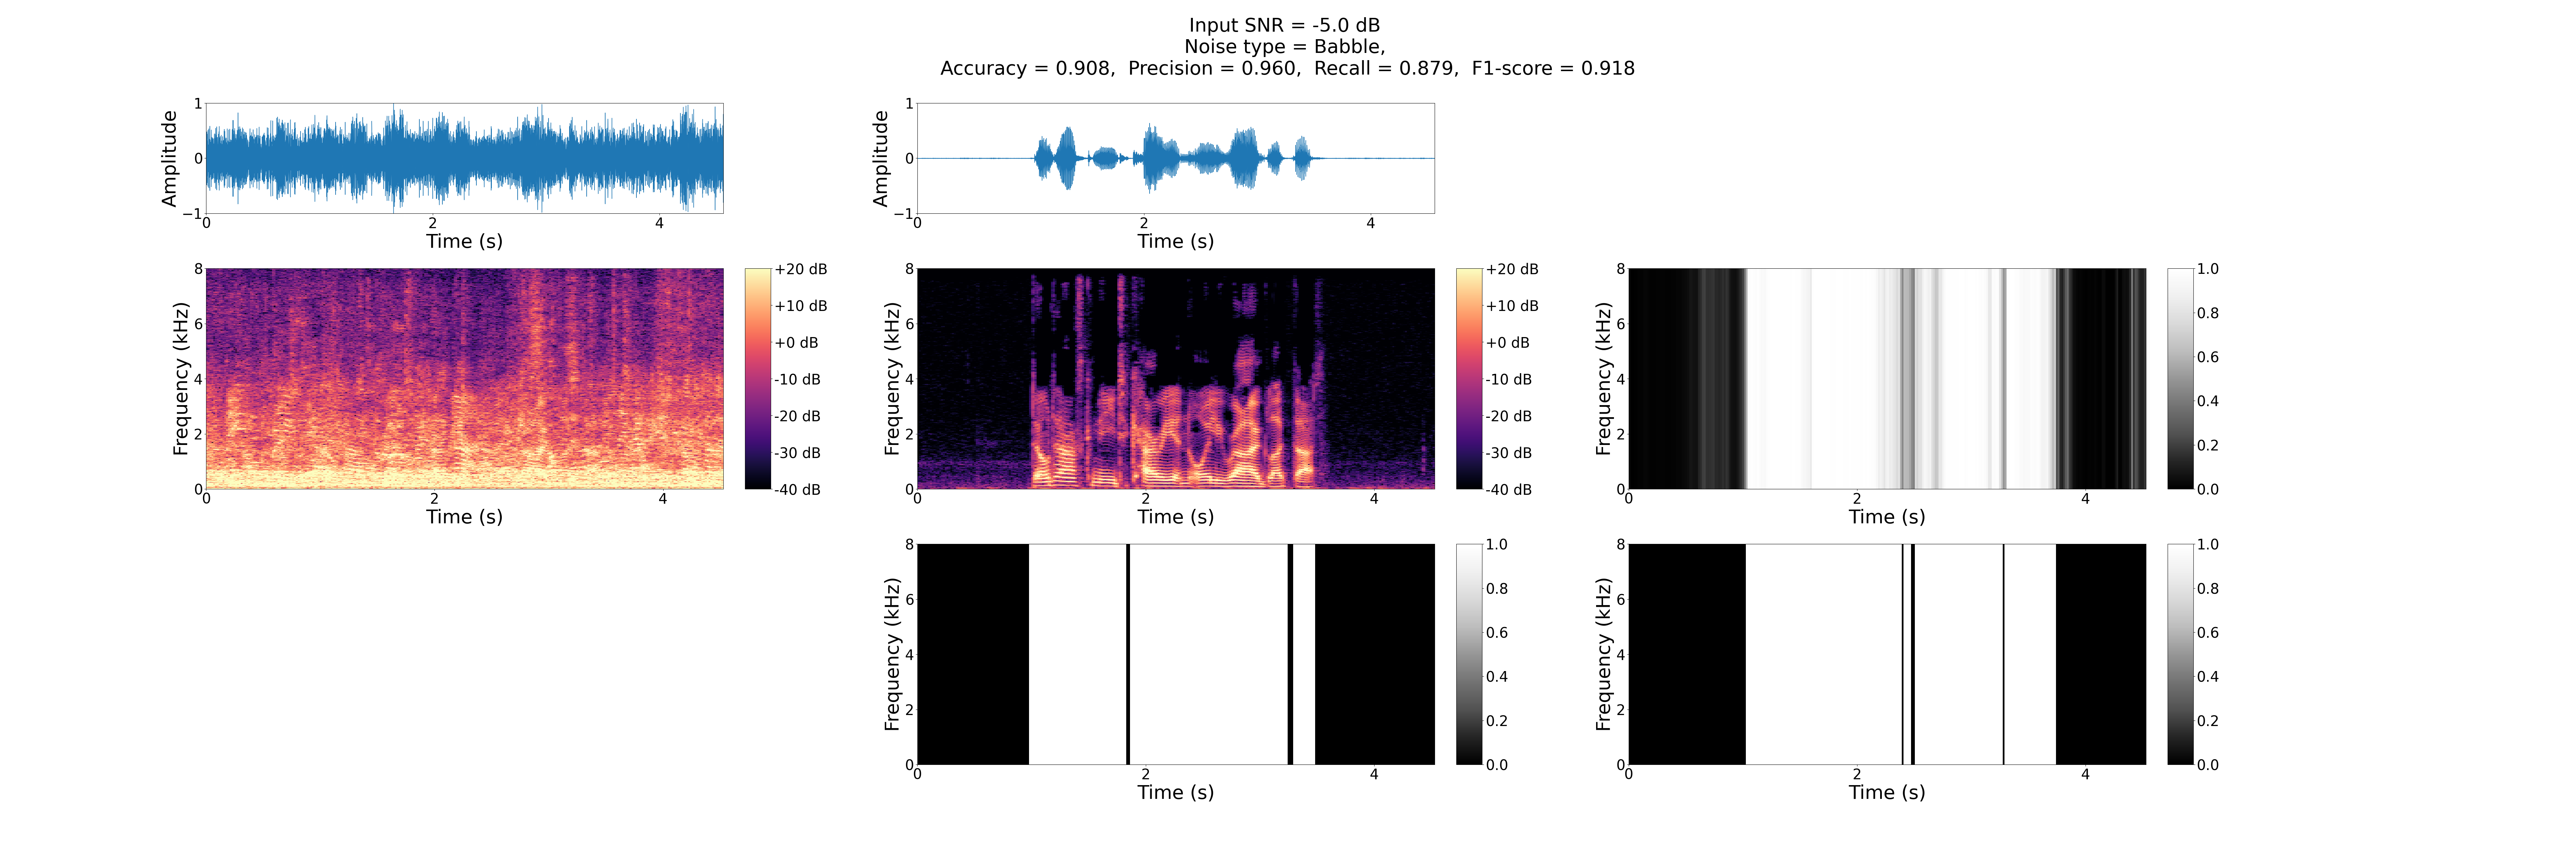 Input SNR = -5.0 dB
Noise type = Babble,
Accuracy = 0.908,  Precision = 0.960,  Recall = 0.879,  F1-score = 0.918
Amplitude
1
0
−1
0
2
4
Time (s)
Amplitude
1
0
−1
0
2
4
Time (s)
Frequency (kHz)
8
6
4
2
0
0
2
4
Time (s)
+20 dB
+10 dB
+0 dB
-10 dB
-20 dB
-30 dB
-40 dB
Frequency (kHz)
8
6
4
2
0
0
2
4
Time (s)
+20 dB
+10 dB
+0 dB
-10 dB
-20 dB
-30 dB
-40 dB
Frequency (kHz)
8
6
4
2
0
0
2
4
Time (s)
1.0
0.8
0.6
0.4
0.2
0.0
Frequency (kHz)
8
6
4
2
0
0
2
4
Time (s)
1.0
0.8
0.6
0.4
0.2
0.0
Frequency (kHz)
8
6
4
2
0
0
2
4
Time (s)
1.0
0.8
0.6
0.4
0.2
0.0